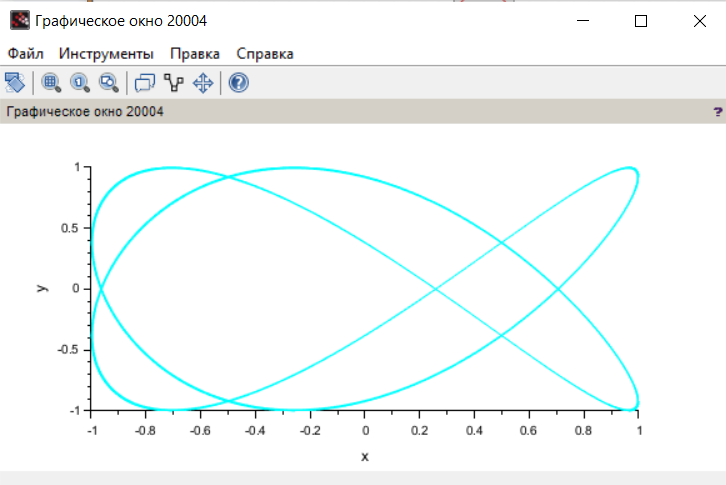 Графическое окно 20004
Файл Инструменты Правка Справка
Графическое окно 20004 ?
1
0.5
y
0
-0.5
-1
-1 -0.8 -0.6 -0.4 -0.2 0 0.2 0.4 0.6 0.8 1
x